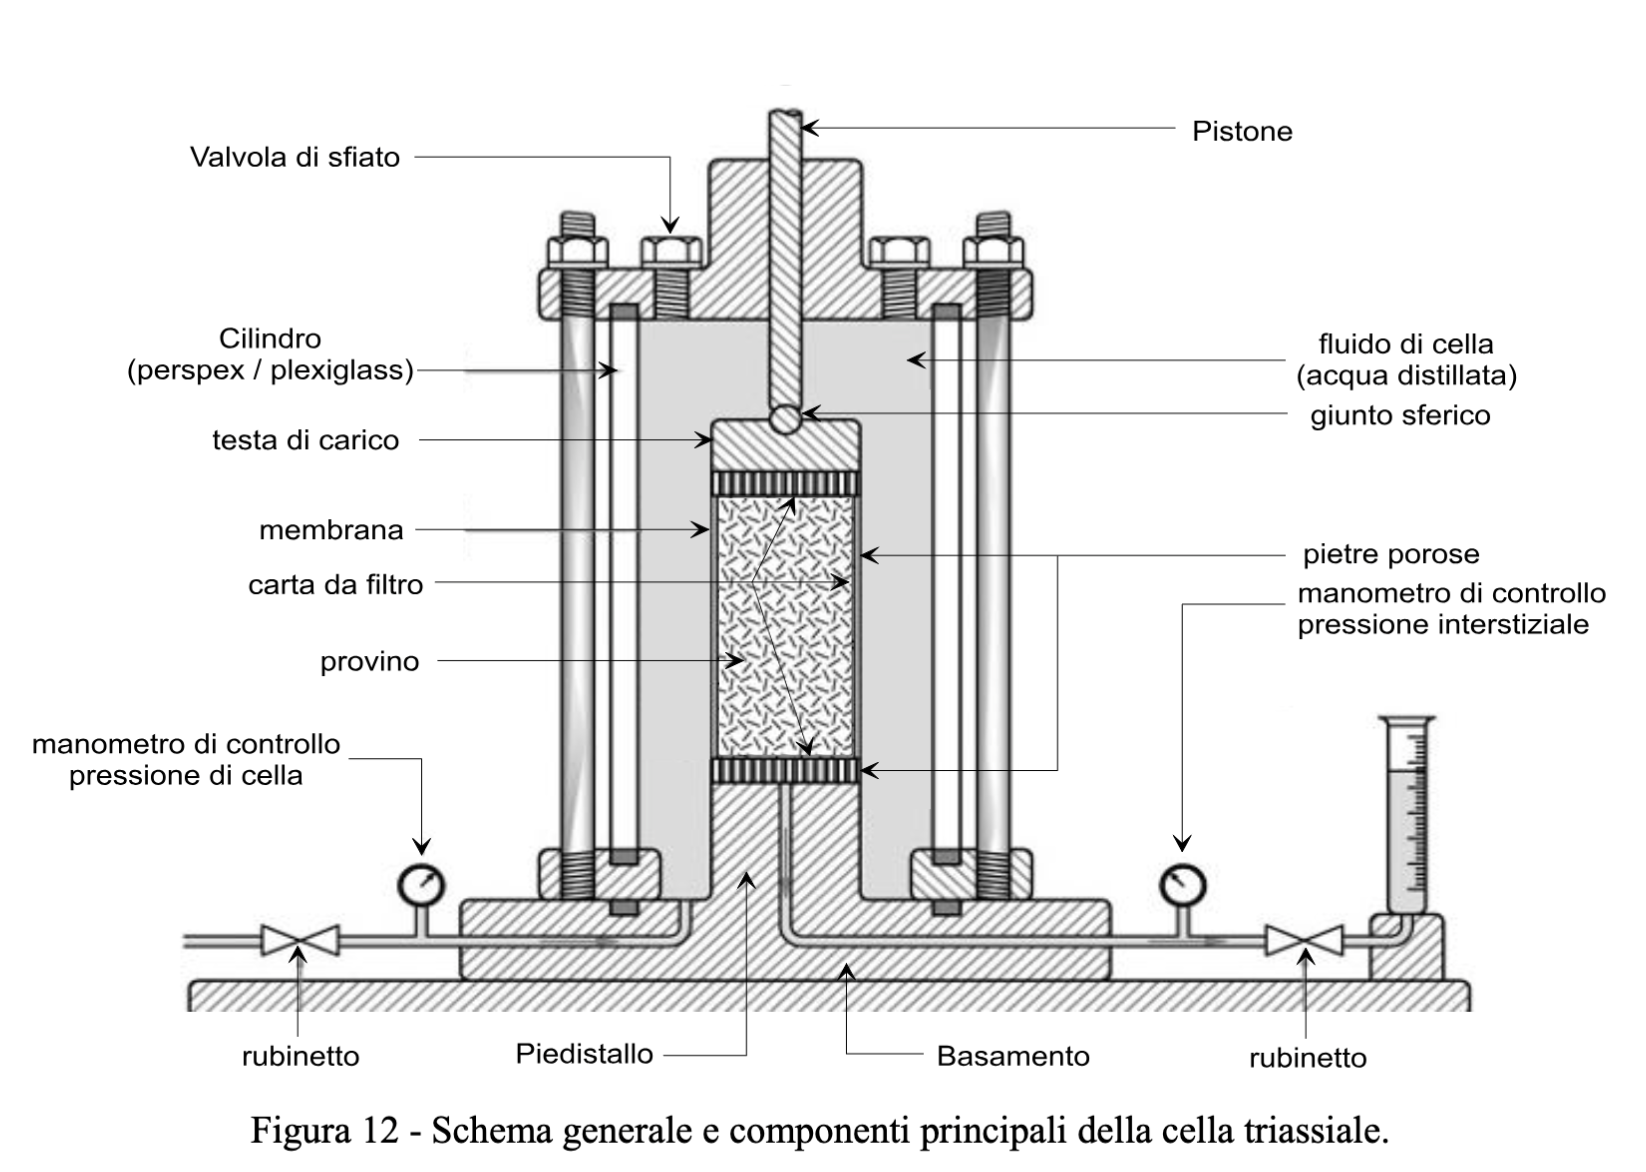 Pistone
Valvola di sfiato
Cilindro
(perspex / plexiglass)
fluido di cella
(acqua distillata)
giunto sferico
testa di carico
membrana
pietre porose
carta da filtro
manometro di controllo
pressione interstiziale
provino
manometro di controllo
pressione di cella
rubinetto
Piedistallo
Basamento
rubinetto
Figura 12 - Schema generale e componenti principali della cella triassiale.